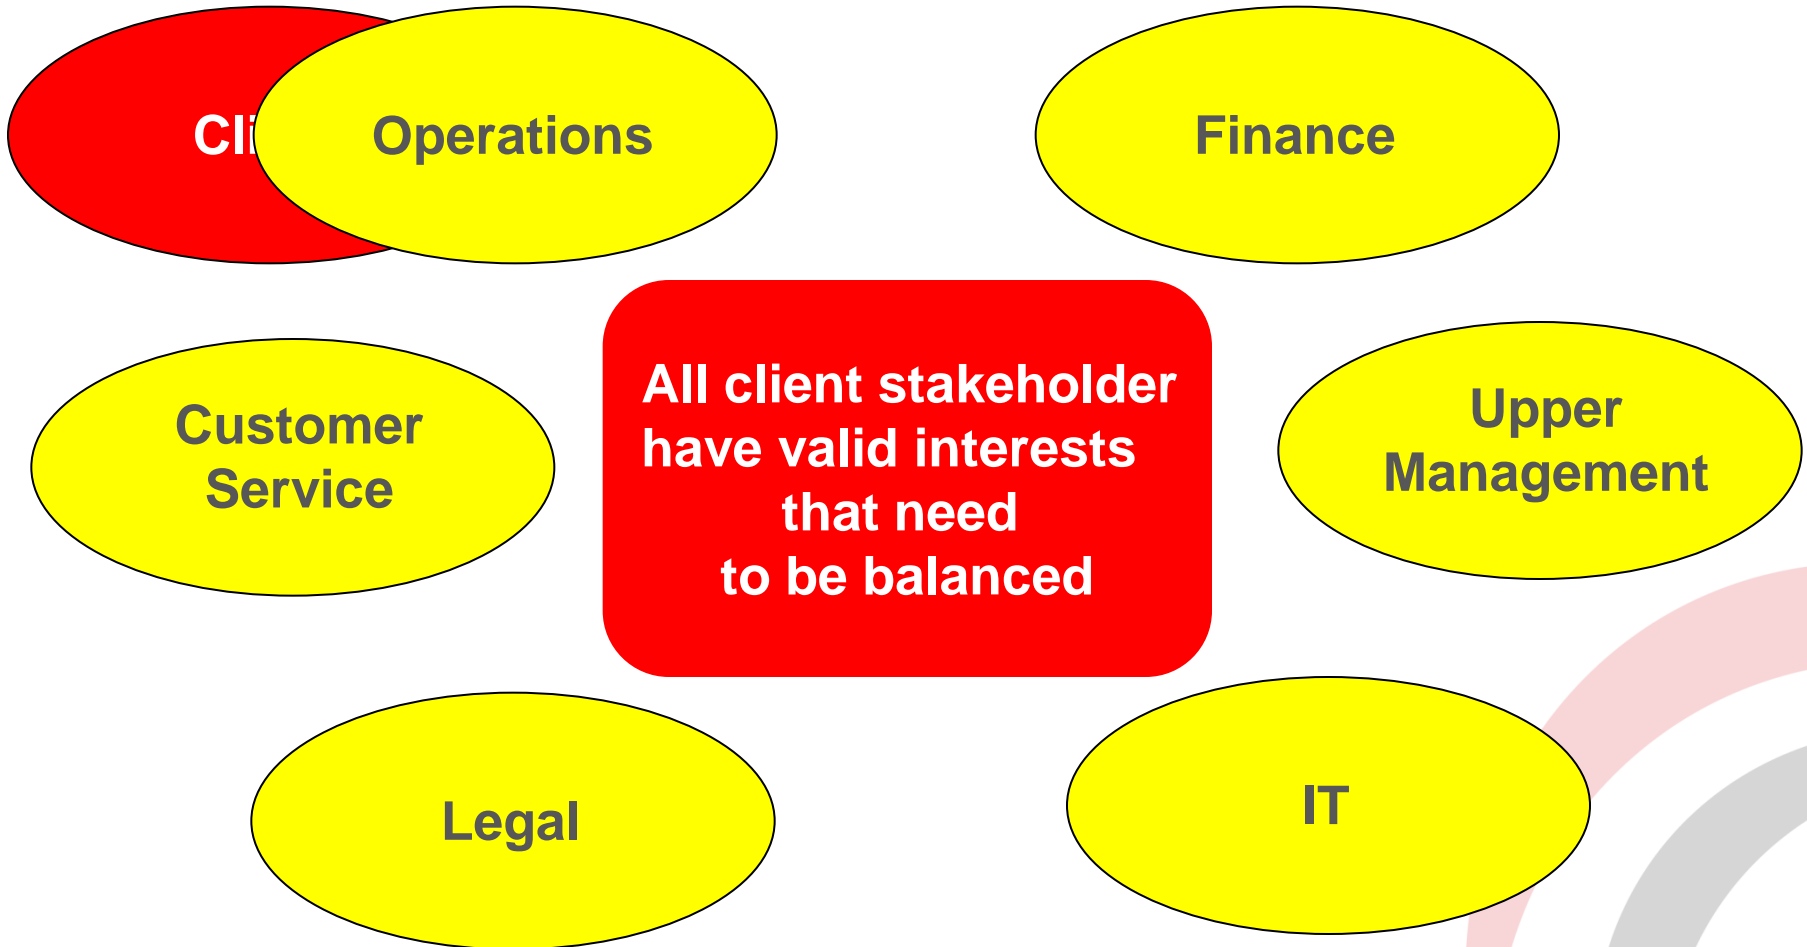 Operations
Finance
All client stakeholder
have valid interests
that need
to be balanced
Customer
Service
Upper
Management
Legal
IT